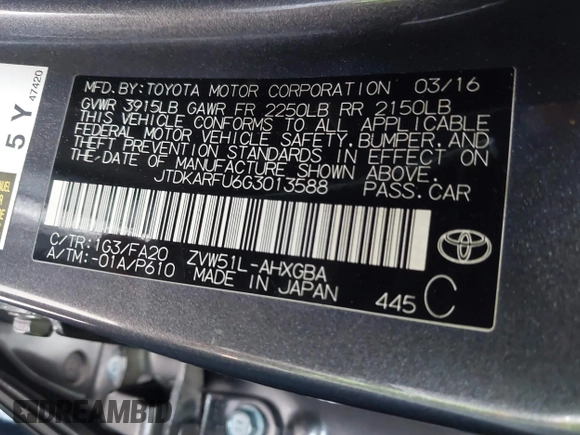 MFD.BY:TOYOTA MOTOR CORPORATION 03/16
GVWR 3915LB GAWR FR 2250LB RR 2150LB
THIS VEHICLE CONFORMS TO ALL APPLICABLE
FEDERAL MOTOR VEHICLE SAFETY,BUMPER,AND
THEFT PREVENTION STANDARDS IN EFFECT ON
THE-DATE OF MANUFACTURE SHOWN ABOVE.
JTDKARFU6G3013588 PASS.CAR
C/TR:1G3/FA20 ZVW51L-AHXGBA
A/TM:-01A/P610 MADE IN JAPAN 445 C
TOYOTA
5 Y
47420
DREAMBID